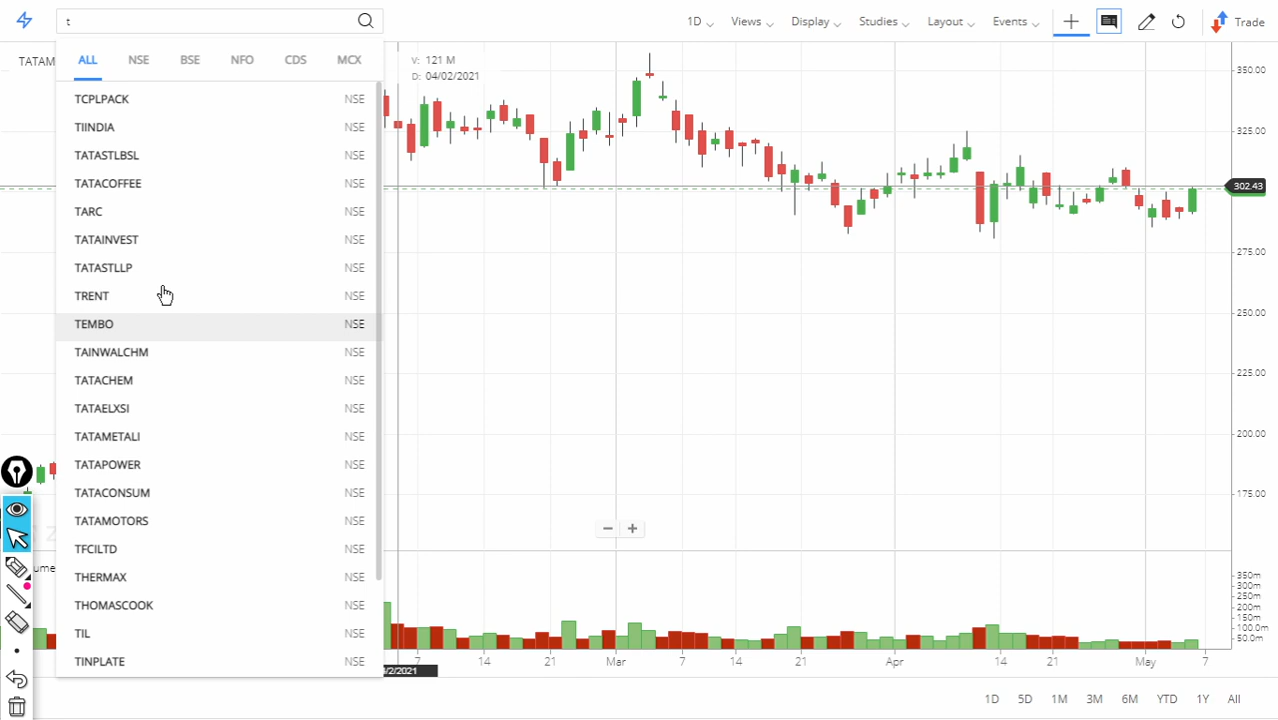 t
1D Views Display Studies Layout Events Trade
ALL NSE BSE NFO CDS MCX
TATAM
V: 121 M
D: 04/02/2021
TCPLPACK NSE
TIINDIA NSE
TATASTLBSL NSE
TATACOFFEE NSE
TARC NSE
TATAINVEST NSE
TATASTLLP NSE
TRENT NSE
TEMBO NSE
TAINWALCHM NSE
TATACHEM NSE
TATAELXSI NSE
TATAMETALI NSE
TATAPOWER NSE
TATACONSUM NSE
TATAMOTORS NSE
TFCILTD NSE
THERMAX NSE
THOMASCOOK NSE
TIL NSE
TINPLATE NSE
350.00
325.00
302.43
275.00
250.00
225.00
200.00
175.00
ume
350m
300m
250m
200m
150m
100.0m
50.0m
7 14 21 Mar 7 14 21 Apr 14 21 May 7
/2/2021
1D 5D 1M 3M 6M YTD 1Y All